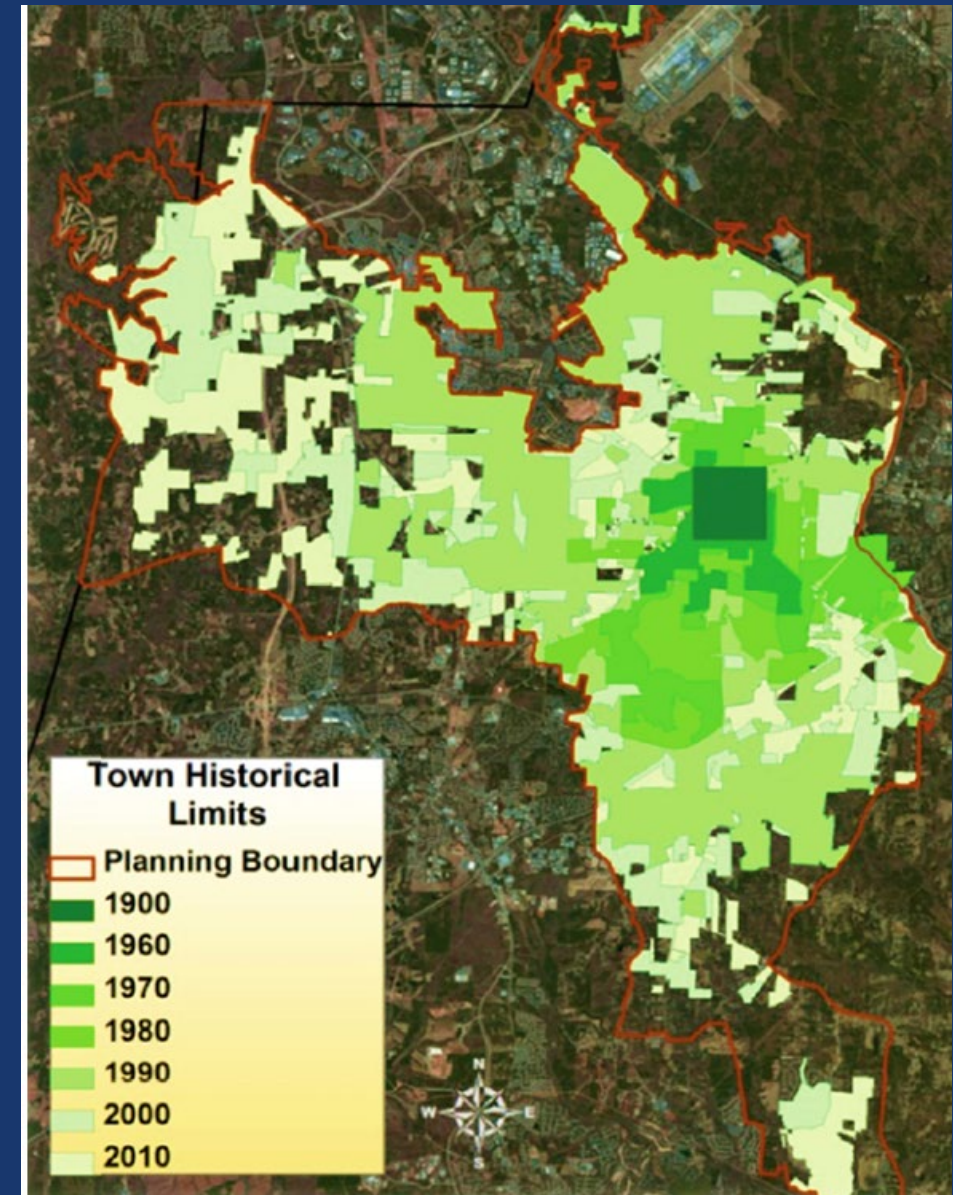 Town Historical
Limits
Planning Boundary
1900
1960
1970
1980
1990
2000
2010
N
W E
S